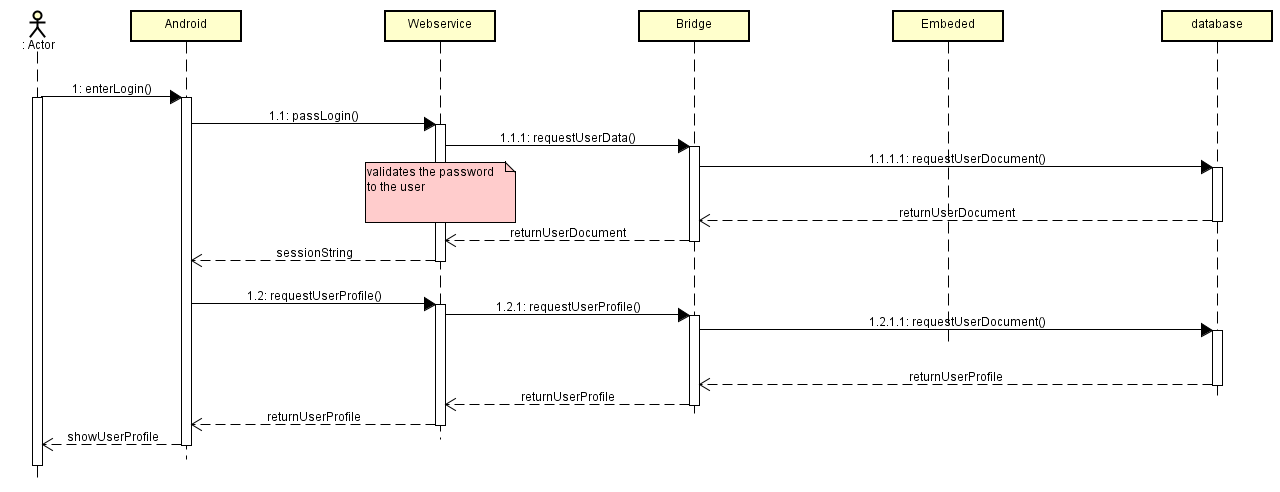 : Actor
Android
Webservice
Bridge
Embeded
database
1: enterLogin()
1.1: passLogin()
1.1.1: requestUserData()
1.1.1.1: requestUserDocument()
validates the password
to the user
returnUserDocument
returnUserDocument
sessionString
1.2: requestUserProfile()
1.2.1: requestUserProfile()
1.2.1.1: requestUserDocument()
returnUserProfile
returnUserProfile
returnUserProfile
showUserProfile